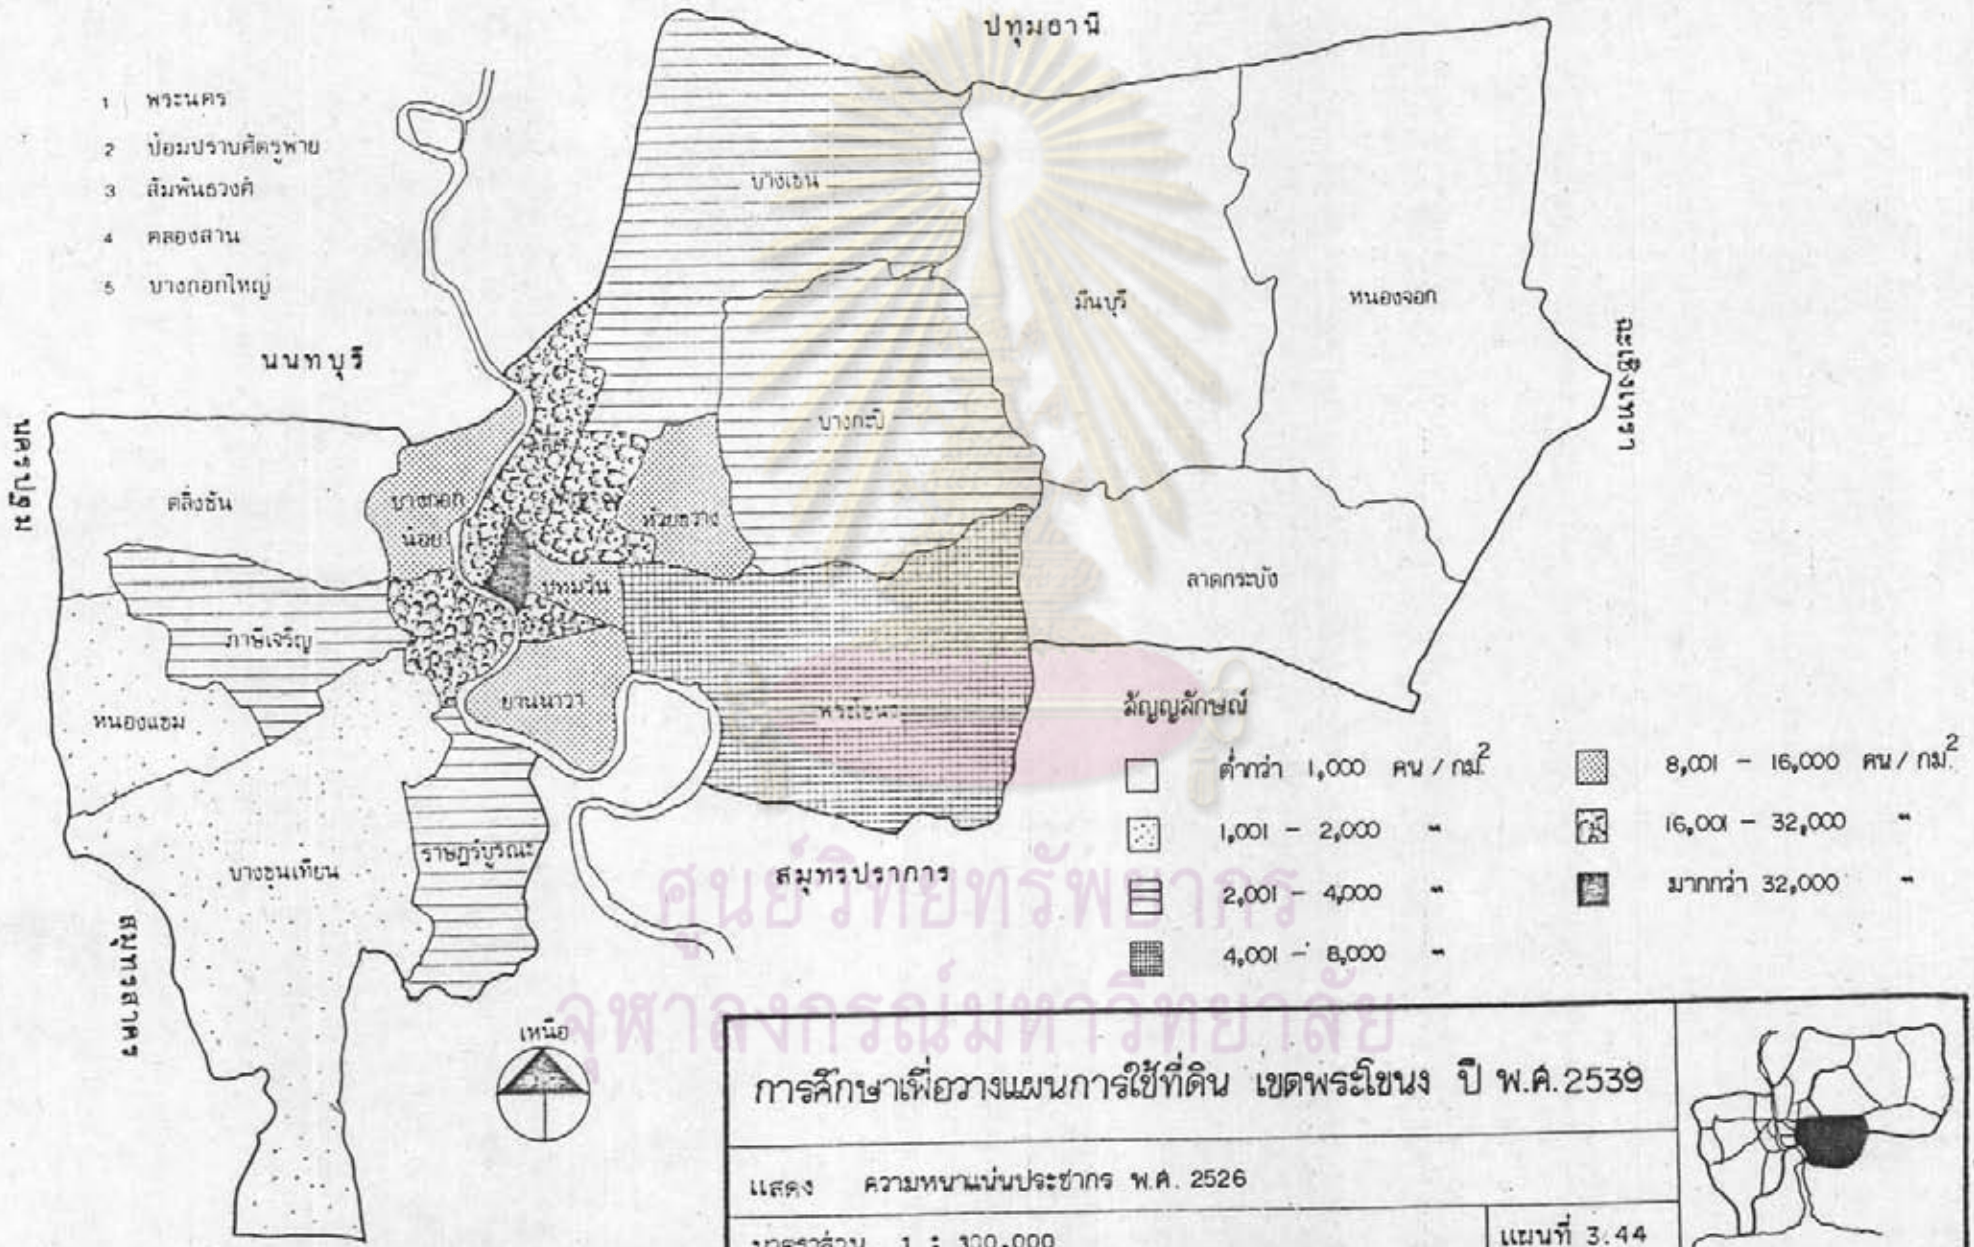 ปทุมธานี
1 พระนคร
2 ป้อมปราบศัตรูพ่าย
3 สัมพันธวงศ์
4 คลองสาน
5 บางกอกใหญ่
นนทบุรี
นครปฐม
ฉะเชิงเทรา
สมุทรสาคร
สมุทรปราการ
บางเขน
มีนบุรี
หนองจอก
บางกะปิ
ตลิ่งชัน
บางกอก
น้อย
ห้วยขวาง
ปทุมวัน
ลาดกระบัง
ภาษีเจริญ
ยานนาวา
พระโขนง
หนองแขม
บางขุนเทียน
ราษฎร์บูรณะ
สัญญลักษณ์
ต่ำกว่า 1,000 คน / กม.2
1,001 - 2,000 "
2,001 - 4,000 "
4,001 - 8,000 "
8,001 - 16,000 คน / กม.2
16,001 - 32,000 "
มากกว่า 32,000 "
ศูนย์วิทยทรัพยากร
จุฬาลงกรณ์มหาวิทยาลัย
เหนือ
การศึกษาเพื่อวางแผนการใช้ที่ดิน เขตพระโขนง ปี พ.ศ.2539
แสดง ความหนาแน่นประชากร พ.ศ. 2526
มาตราส่วน 1 : 300,000
แผนที่ 3.44